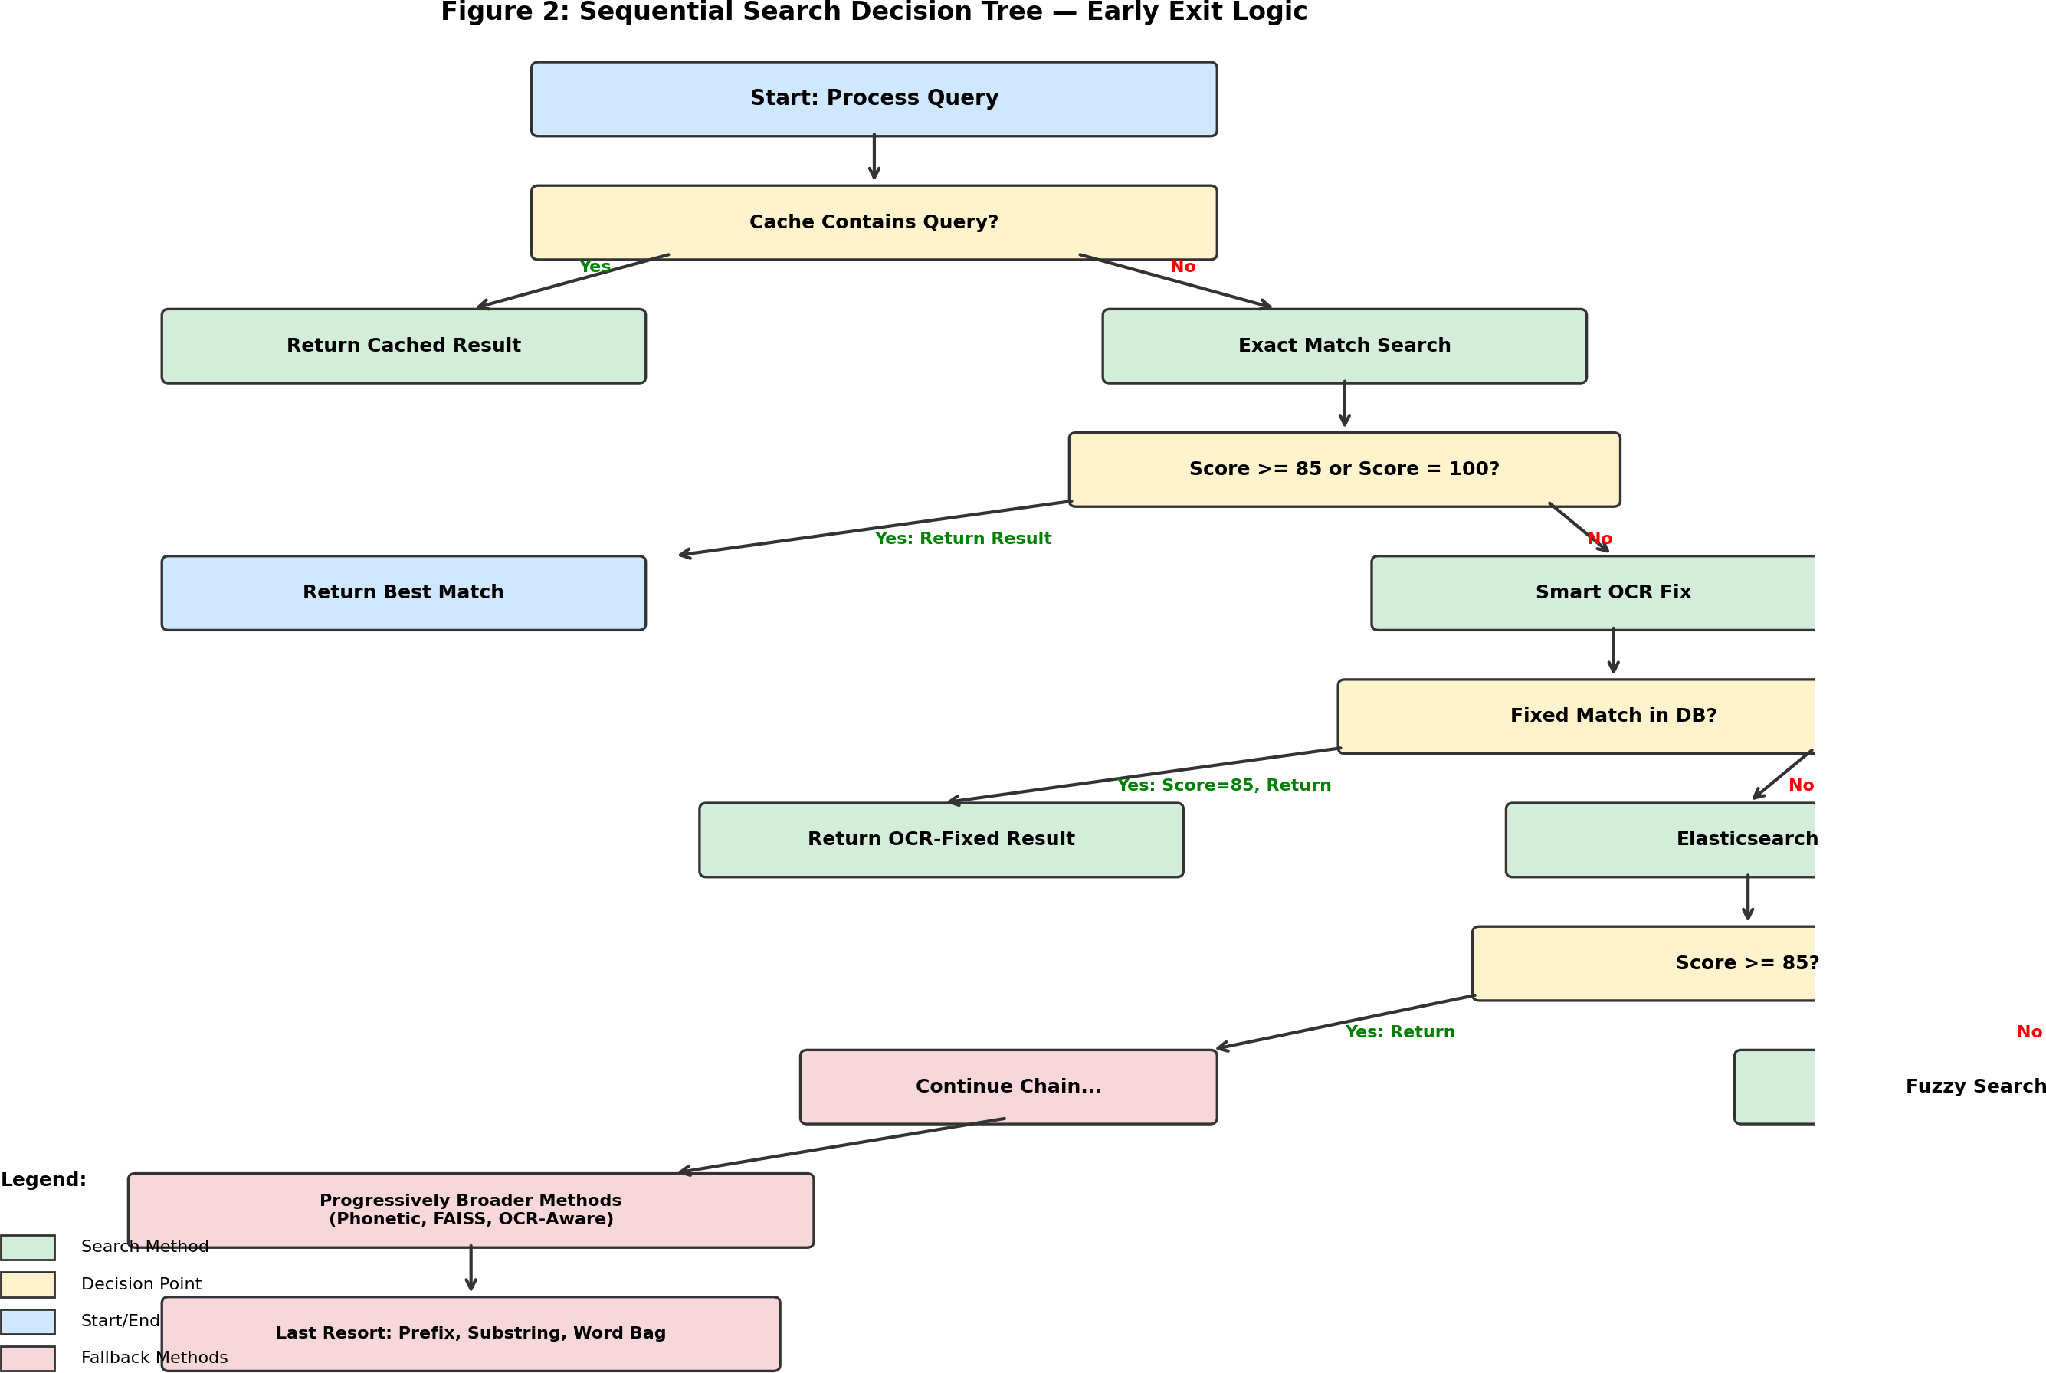 Figure 2: Sequential Search Decision Tree — Early Exit Logic
Start: Process Query
Cache Contains Query?
Yes
No
Return Cached Result
Exact Match Search
Score >= 85 or Score = 100?
Yes: Return Result
No
Return Best Match
Smart OCR Fix
Fixed Match in DB?
Yes: Score=85, Return
No
Return OCR-Fixed Result
Elasticsearch
Score >= 85?
Yes: Return
No
Continue Chain...
Fuzzy Search
Progressively Broader Methods
(Phonetic, FAISS, OCR-Aware)
Last Resort: Prefix, Substring, Word Bag
Legend:
Search Method
Decision Point
Start/End
Fallback Methods